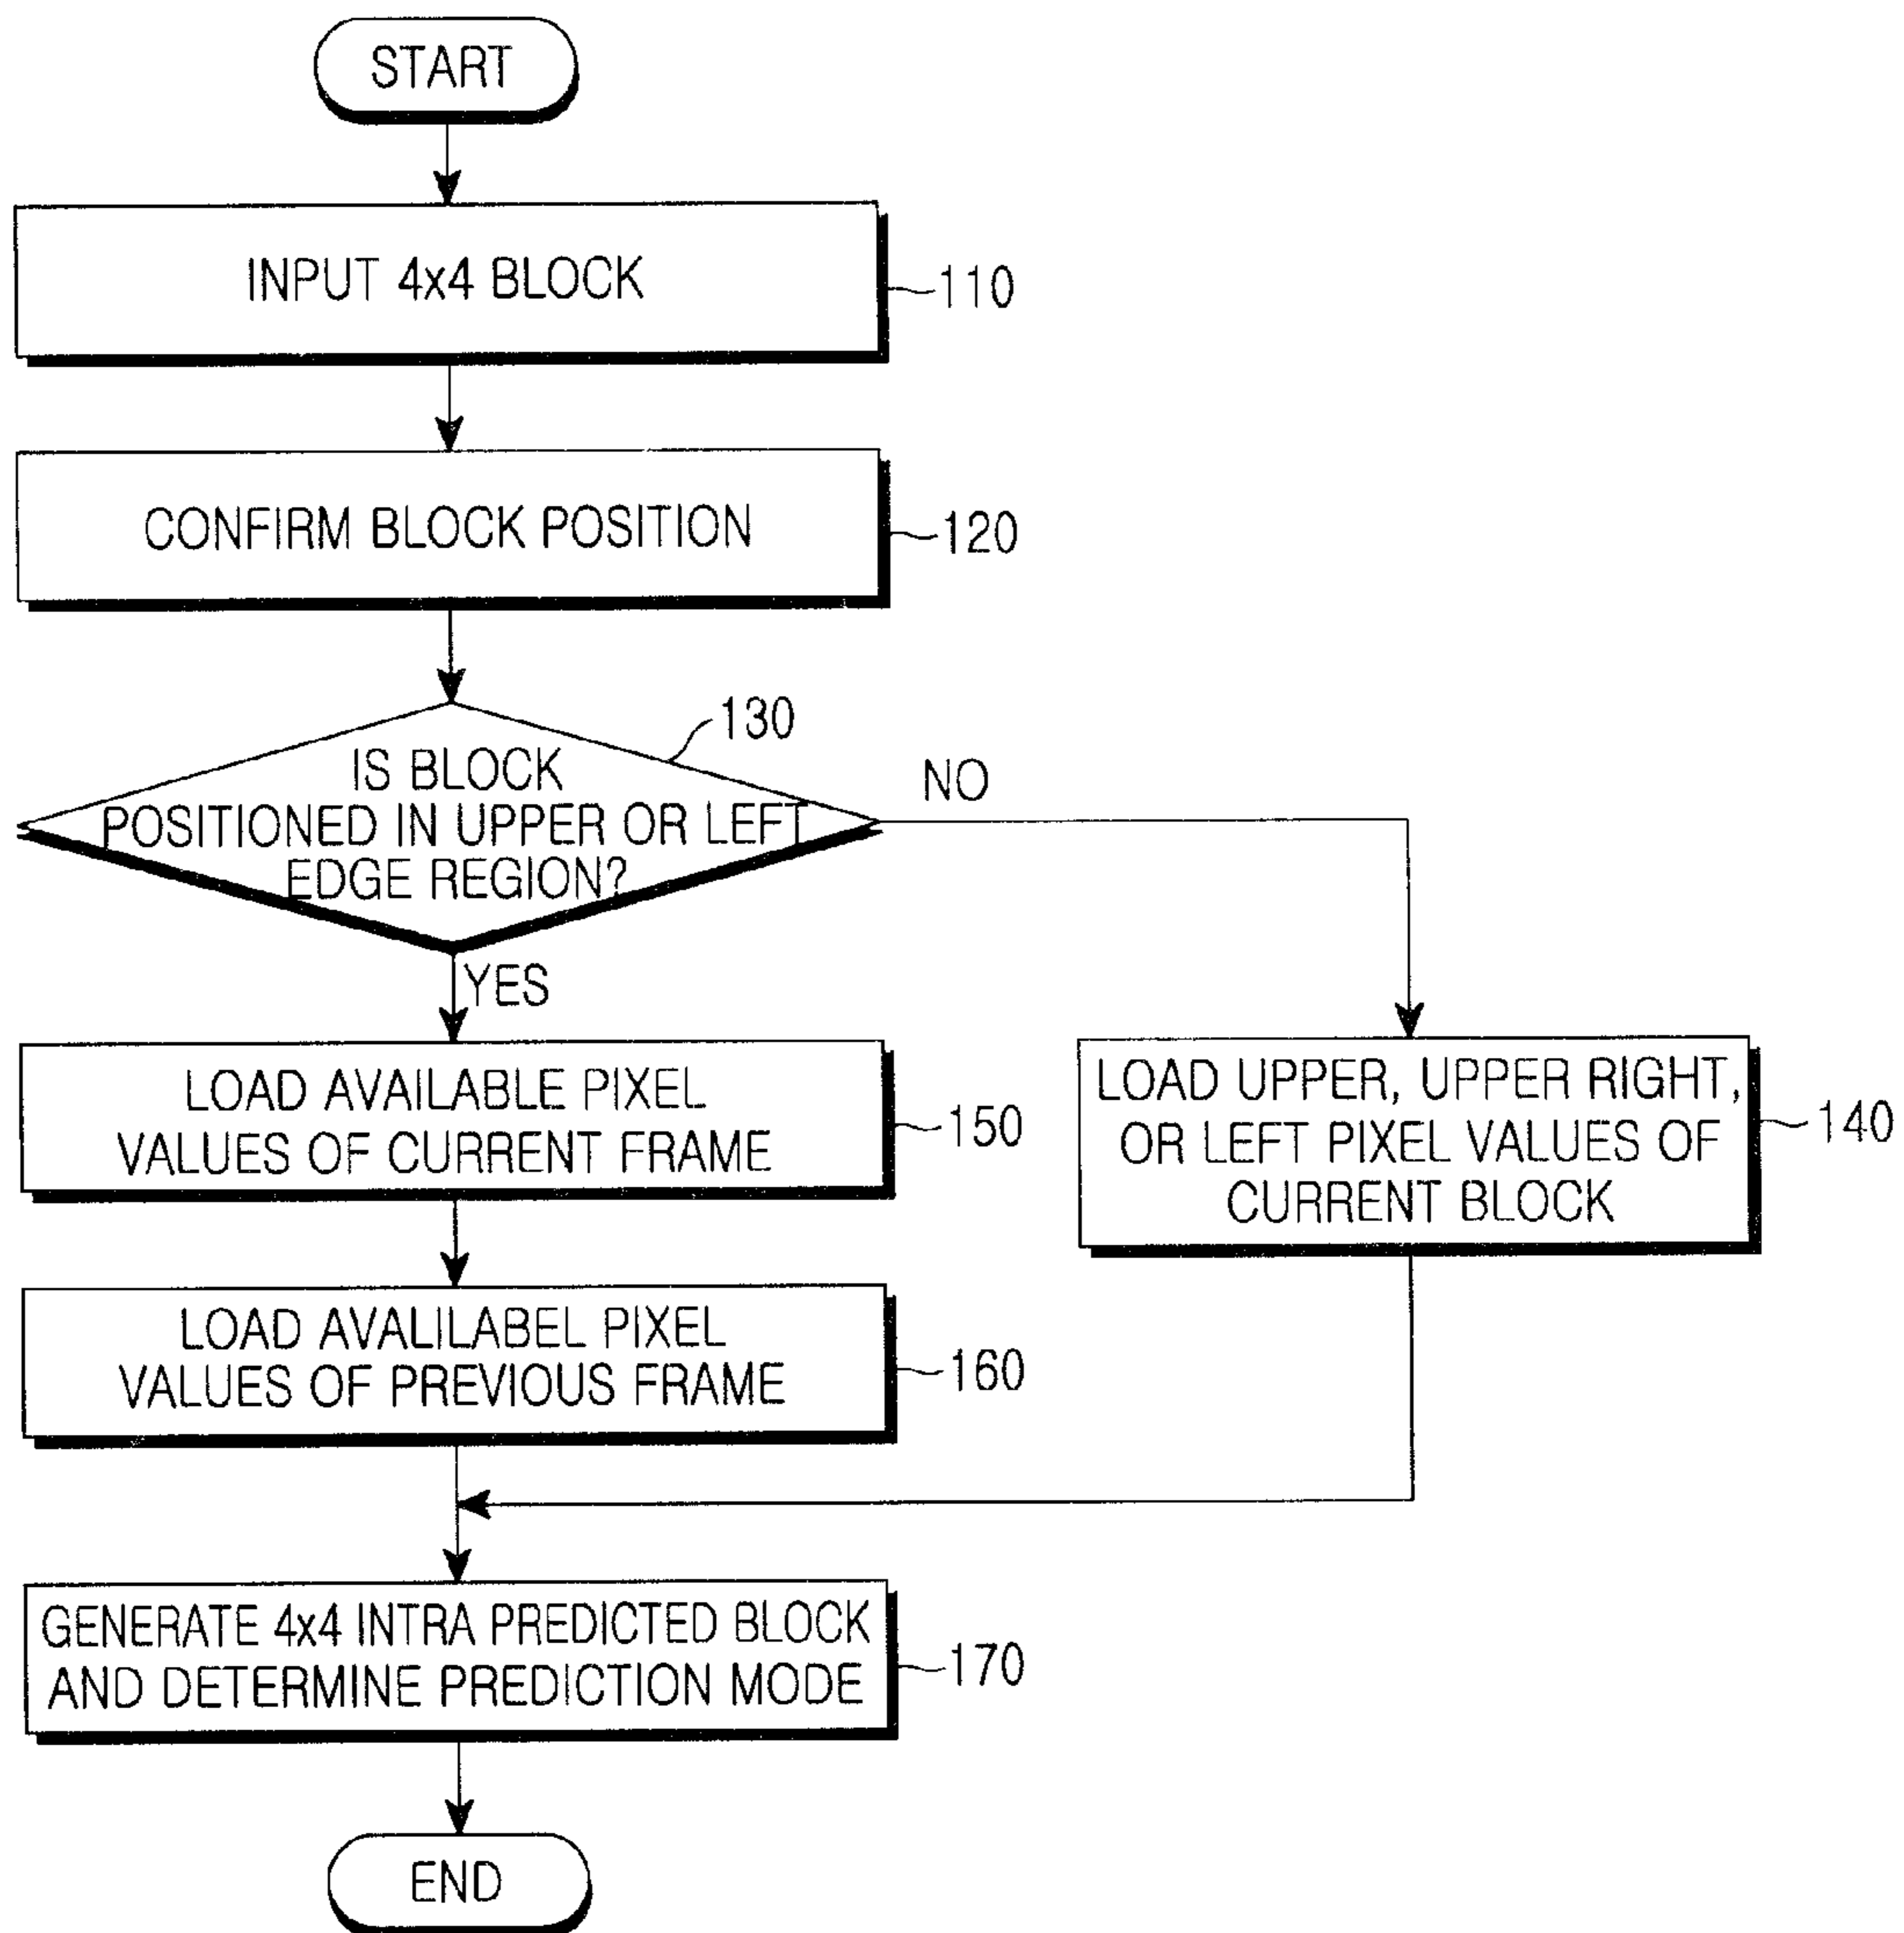 START
INPUT 4x4 BLOCK
110
CONFIRM BLOCK POSITION
120
130
IS BLOCK
POSITIONED IN UPPER OR LEFT
EDGE REGION?
NO
YES
LOAD AVAILABLE PIXEL
VALUES OF CURRENT FRAME
150
LOAD UPPER, UPPER RIGHT,
OR LEFT PIXEL VALUES OF
CURRENT BLOCK
140
LOAD AVALILABEL PIXEL
VALUES OF PREVIOUS FRAME
160
GENERATE 4x4 INTRA PREDICTED BLOCK
AND DETERMINE PREDICTION MODE
170
END